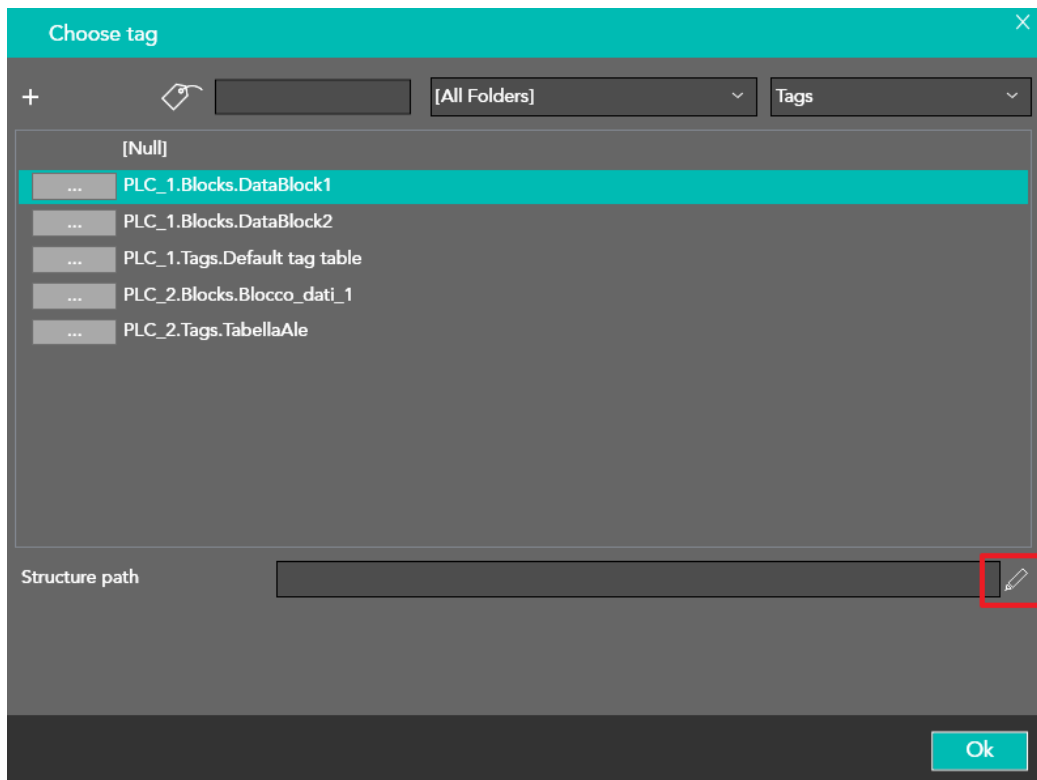 Choose tag
[All Folders] Tags
[Null]
... PLC_1.Blocks.DataBlock1
... PLC_1.Blocks.DataBlock2
... PLC_1.Tags.Default tag table
... PLC_2.Blocks.Blocco_dati_1
... PLC_2.Tags.TabellaAle
Structure path
Ok